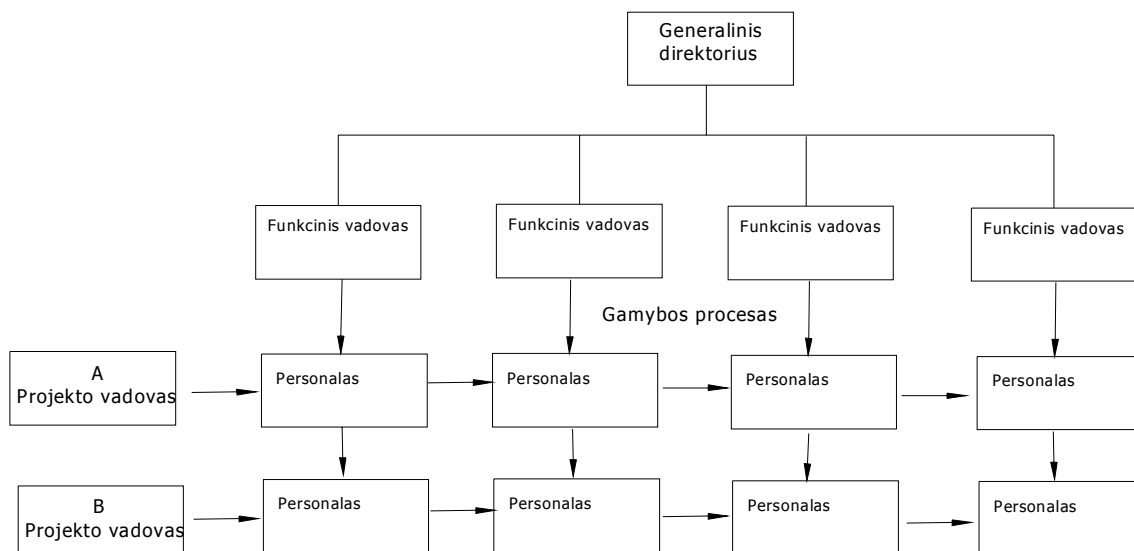 Generalinis
direktorius
Funkcinis vadovas
Funkcinis vadovas
Funkcinis vadovas
Funkcinis vadovas
Gamybos procesas
A
Projekto vadovas
Personalas
Personalas
Personalas
Personalas
B
Projekto vadovas
Personalas
Personalas
Personalas
Personalas